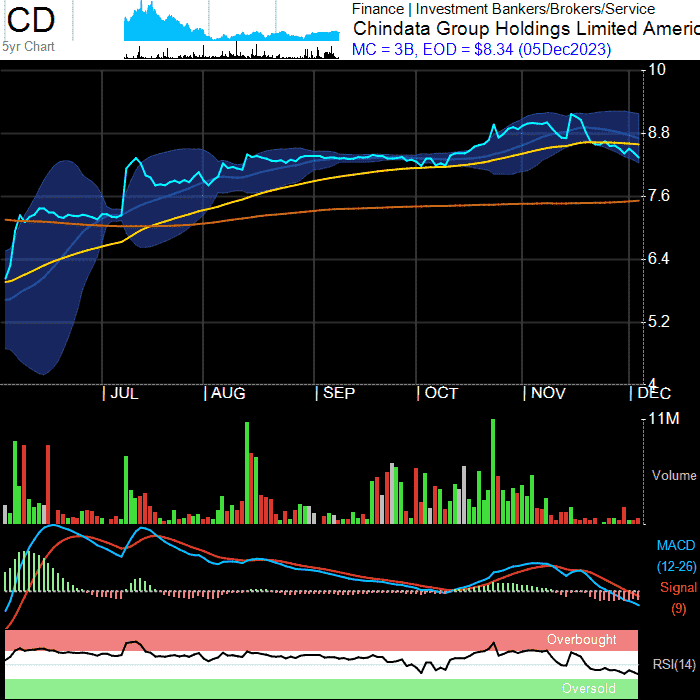 CD
5yr Chart
Finance | Investment Bankers/Brokers/Service
Chindata Group Holdings Limited Americ
MC = 3B, EOD = $8.34 (05Dec2023)
10
8.8
7.6
6.4
5.2
4
| JUL | AUG | SEP | OCT | NOV | DEC
11M
Volume
MACD
(12-26)
Signal
(9)
Overbought
RSI(14)
Oversold